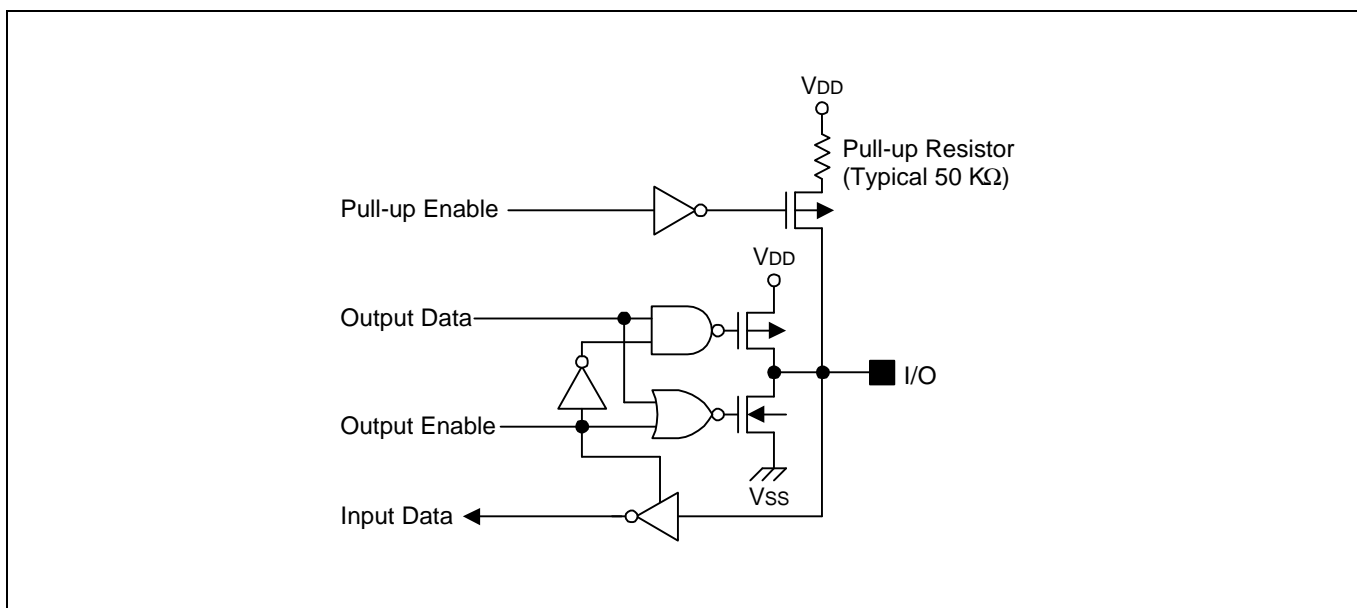 VDD
Pull-up Resistor
(Typical 50 KΩ)
Pull-up Enable
VDD
Output Data
I/O
Output Enable
VSS
Input Data